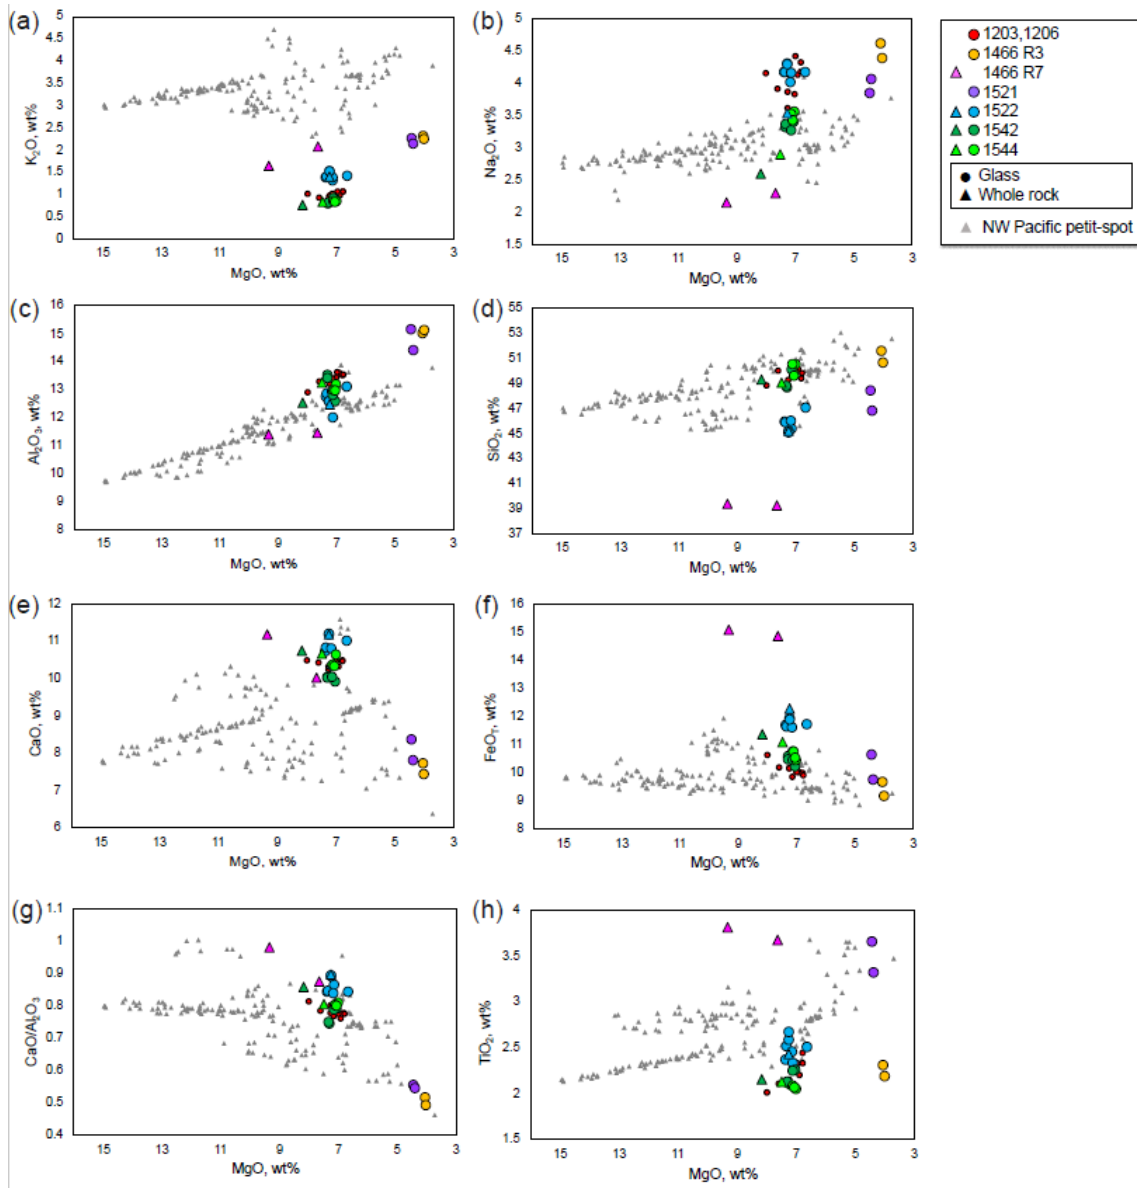 (a)
5
4.5
4
3.5
3
2.5
2
1.5
1
0.5
0
K₂O, wt%
15 13 11 9 7 5 3
MgO, wt%
(b)
5
4.5
4
3.5
3
2.5
2
1.5
Na₂O, wt%
15 13 11 9 7 5 3
MgO, wt%
1203,1206
1466 R3
1466 R7
1521
1522
1542
1544
Glass
Whole rock
NW Pacific petit-spot
(c)
16
15
14
13
12
11
10
9
8
Al₂O₃, wt%
15 13 11 9 7 5 3
MgO, wt%
(d)
55
53
51
49
47
45
43
41
39
37
SiO₂, wt%
15 13 11 9 7 5 3
MgO, wt%
(e)
12
11
10
9
8
7
6
CaO, wt%
15 13 11 9 7 5 3
MgO, wt%
(f)
16
15
14
13
12
11
10
9
8
FeOT, wt%
15 13 11 9 7 5 3
MgO, wt%
(g)
1.1
1
0.9
0.8
0.7
0.6
0.5
0.4
CaO/Al₂O₃
15 13 11 9 7 5 3
MgO, wt%
(h)
4
3.5
3
2.5
2
1.5
TiO₂, wt%
15 13 11 9 7 5 3
MgO, wt%